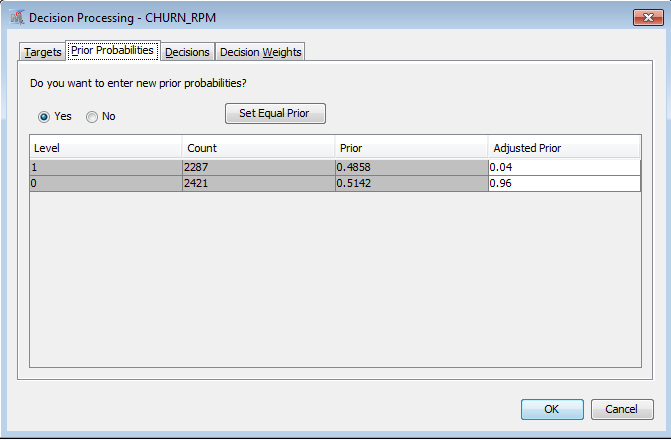 Decision Processing - CHURN_RPM
Targets Prior Probabilities Decisions Decision Weights
Do you want to enter new prior probabilities?
Yes No Set Equal Prior
Level Count Prior Adjusted Prior
1 2287 0.4858 0.04
0 2421 0.5142 0.96
OK Cancel